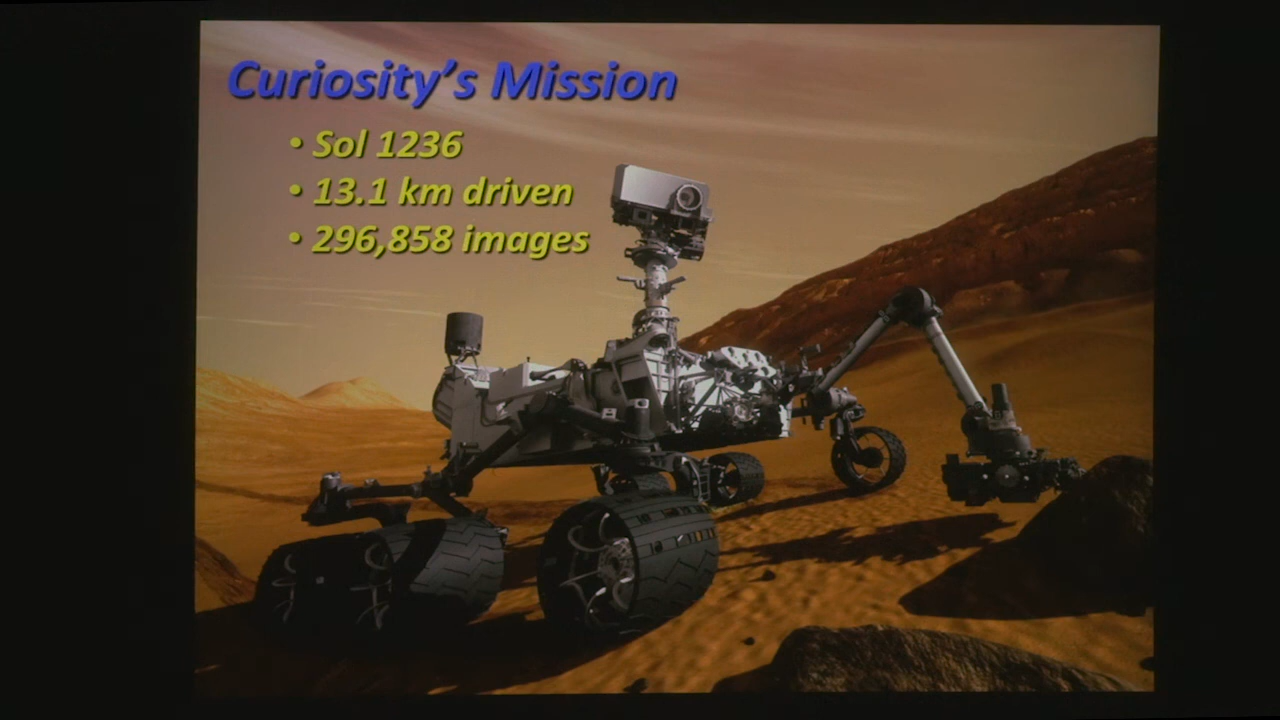 Curiosity's Mission
• Sol 1236
• 13.1 km driven
• 296,858 images